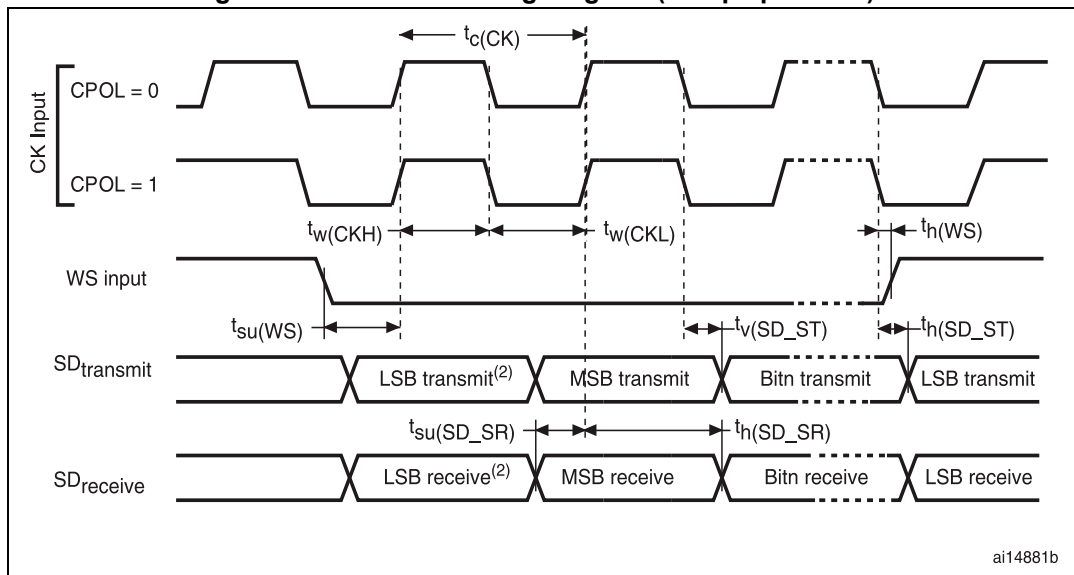 tc(CK)
CK Input
CPOL = 0
CPOL = 1
tw(CKH)
tw(CKL)
th(WS)
WS input
tsu(WS)
tv(SD_ST)
th(SD_ST)
SDtransmit
LSB transmit(2)
MSB transmit
Bitn transmit
LSB transmit
tsu(SD_SR)
th(SD_SR)
SDreceive
LSB receive(2)
MSB receive
Bitn receive
LSB receive
ai14881b